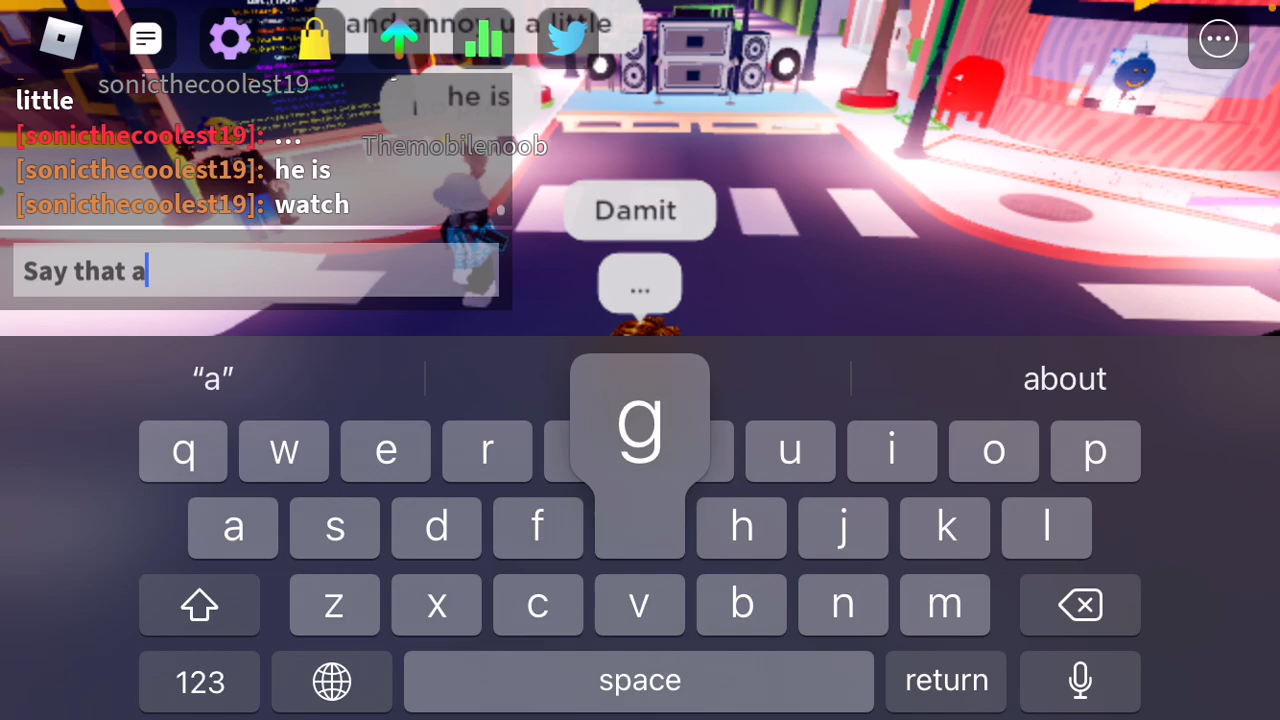 and annoy u a little
sonicthecoolest19
little
he is
[sonicthecoolest19]: ...
Themobilenoob
[sonicthecoolest19]: he is
[sonicthecoolest19]: watch
Damit
Say that a
...
“a”
about
g
q w e r u i o p
a s d f h j k l
z x c v b n m
123
space
return